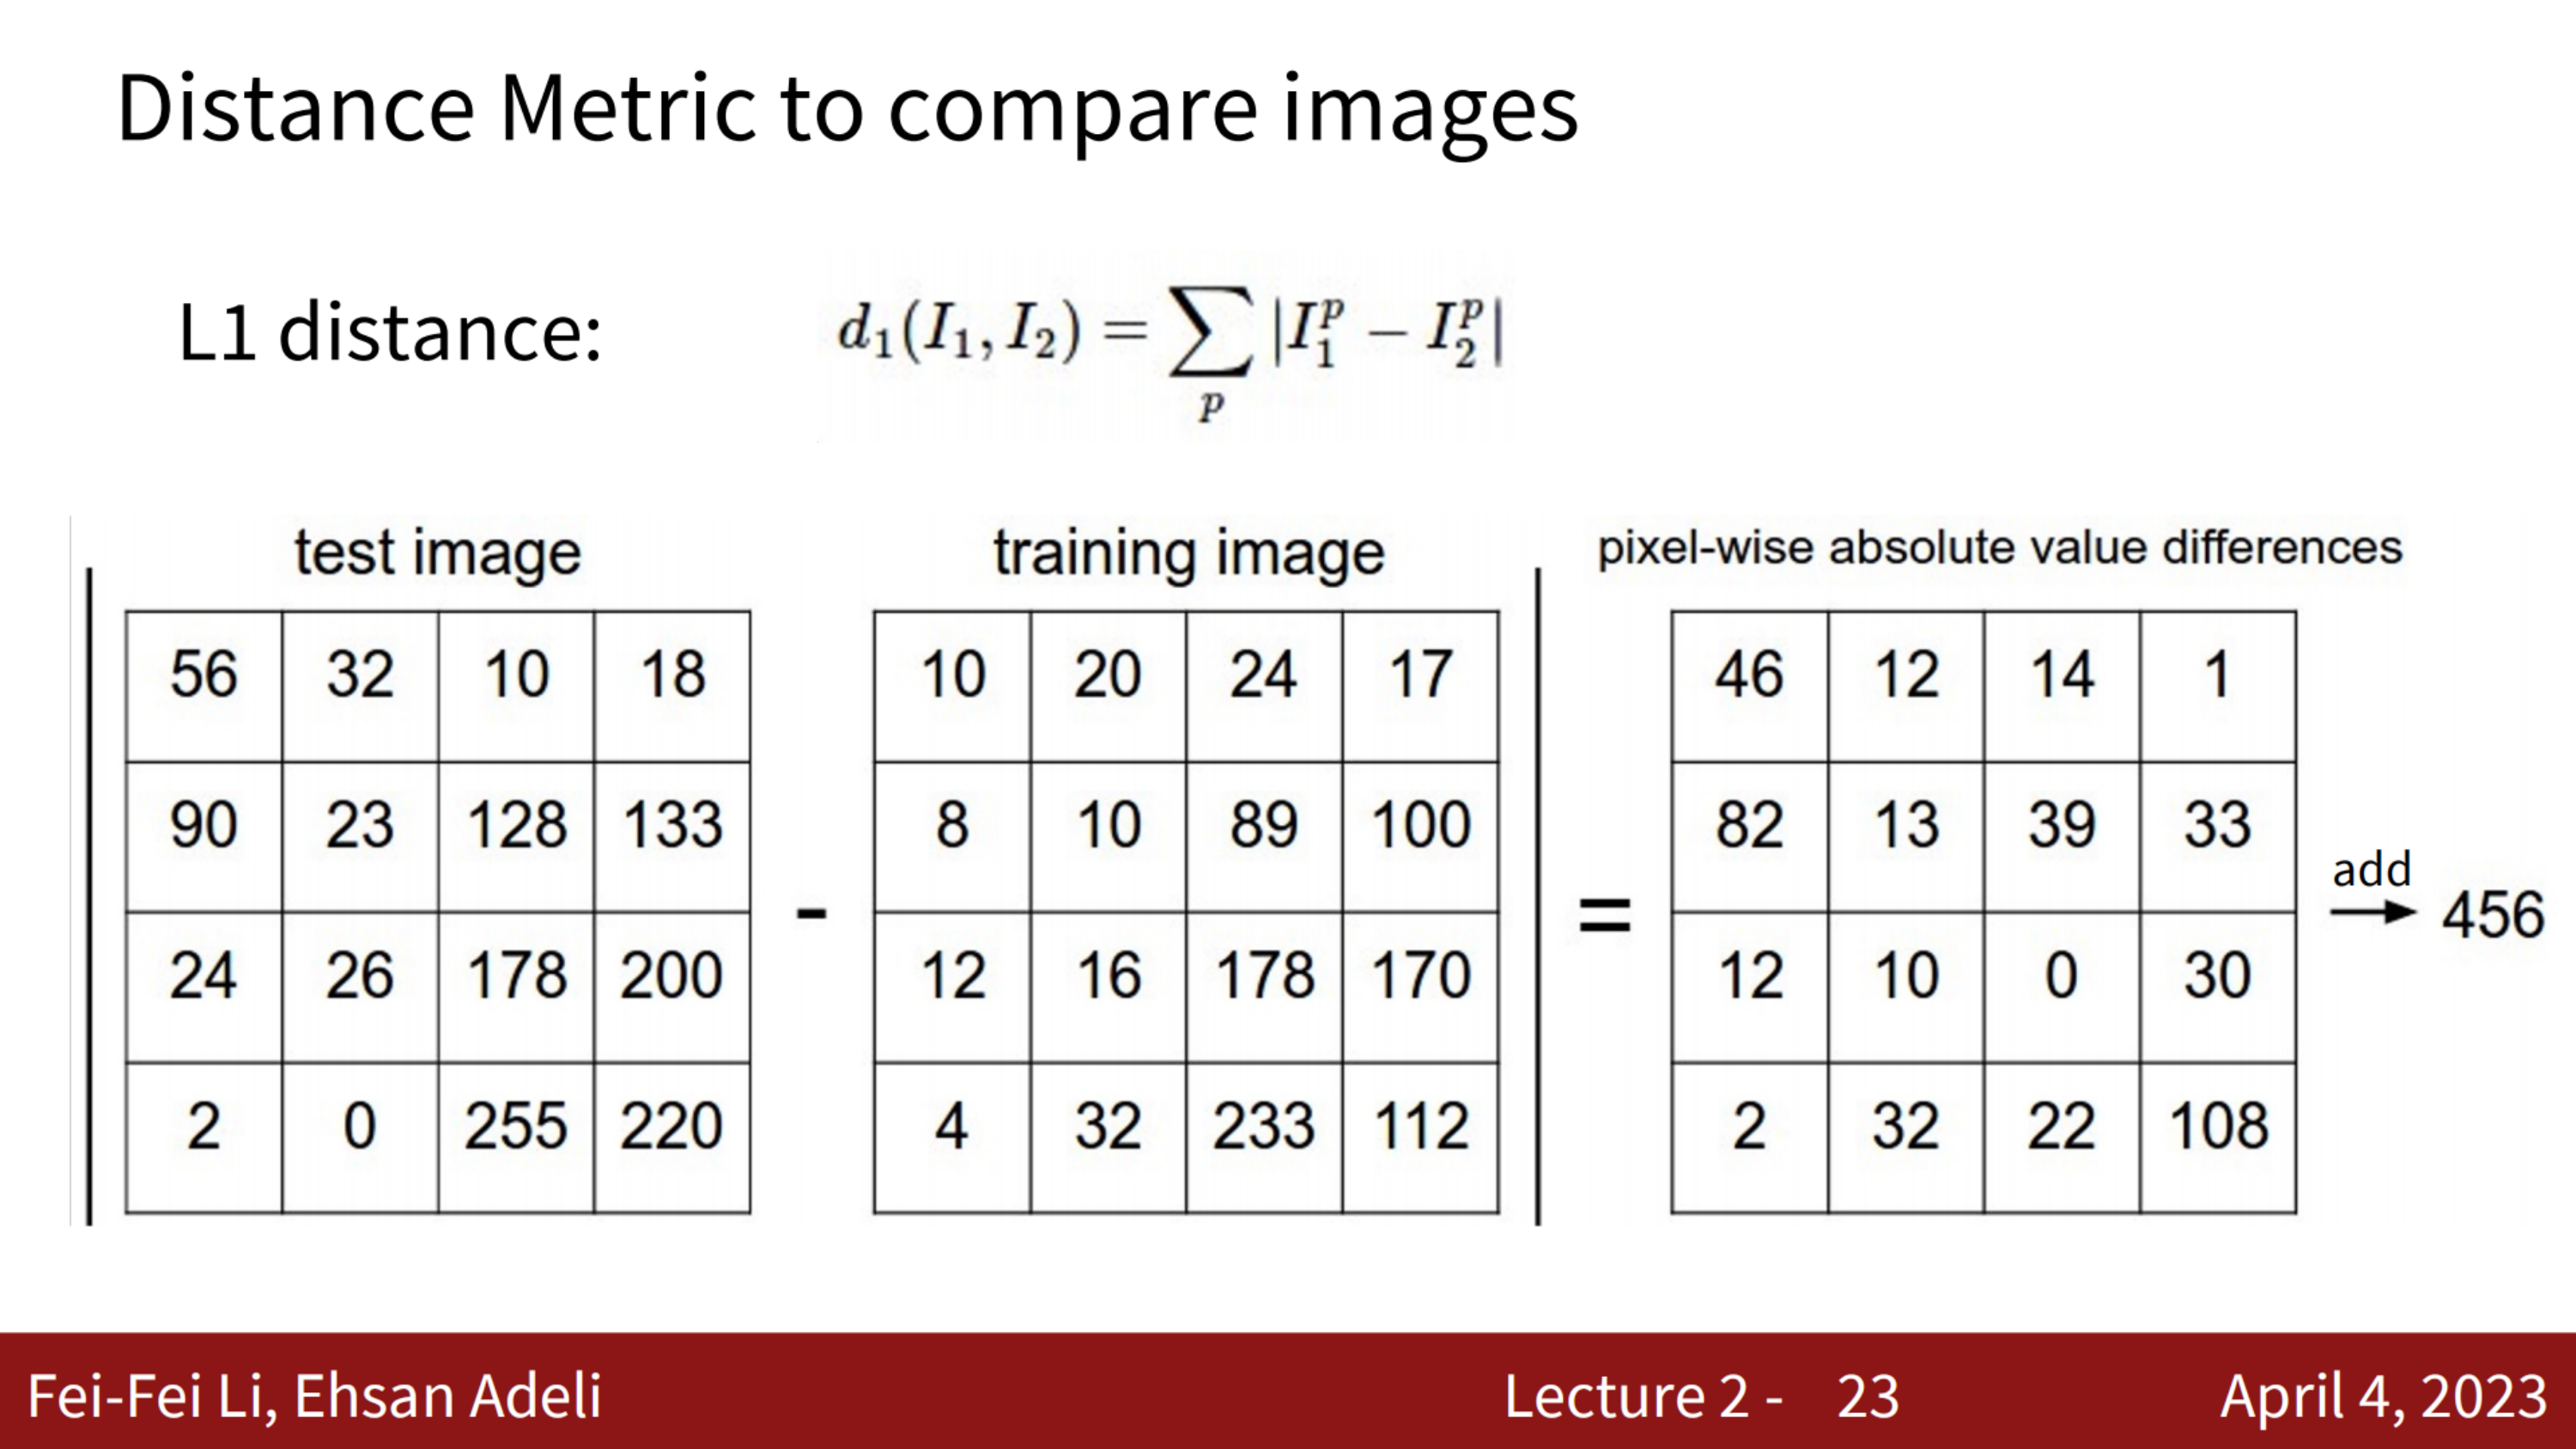 Distance Metric to compare images
L1 distance: d₁(I₁, I₂) = ∑ₚ |I₁ᵖ − I₂ᵖ|
test image training image pixel-wise absolute value differences
56 32 10 18 10 20 24 17 46 12 14 1
90 23 128 133 8 10 89 100 82 13 39 33
add
- = 456
24 26 178 200 12 16 178 170 12 10 0 30
2 0 255 220 4 32 233 112 2 32 22 108
Fei-Fei Li, Ehsan Adeli Lecture 2 - 23 April 4, 2023